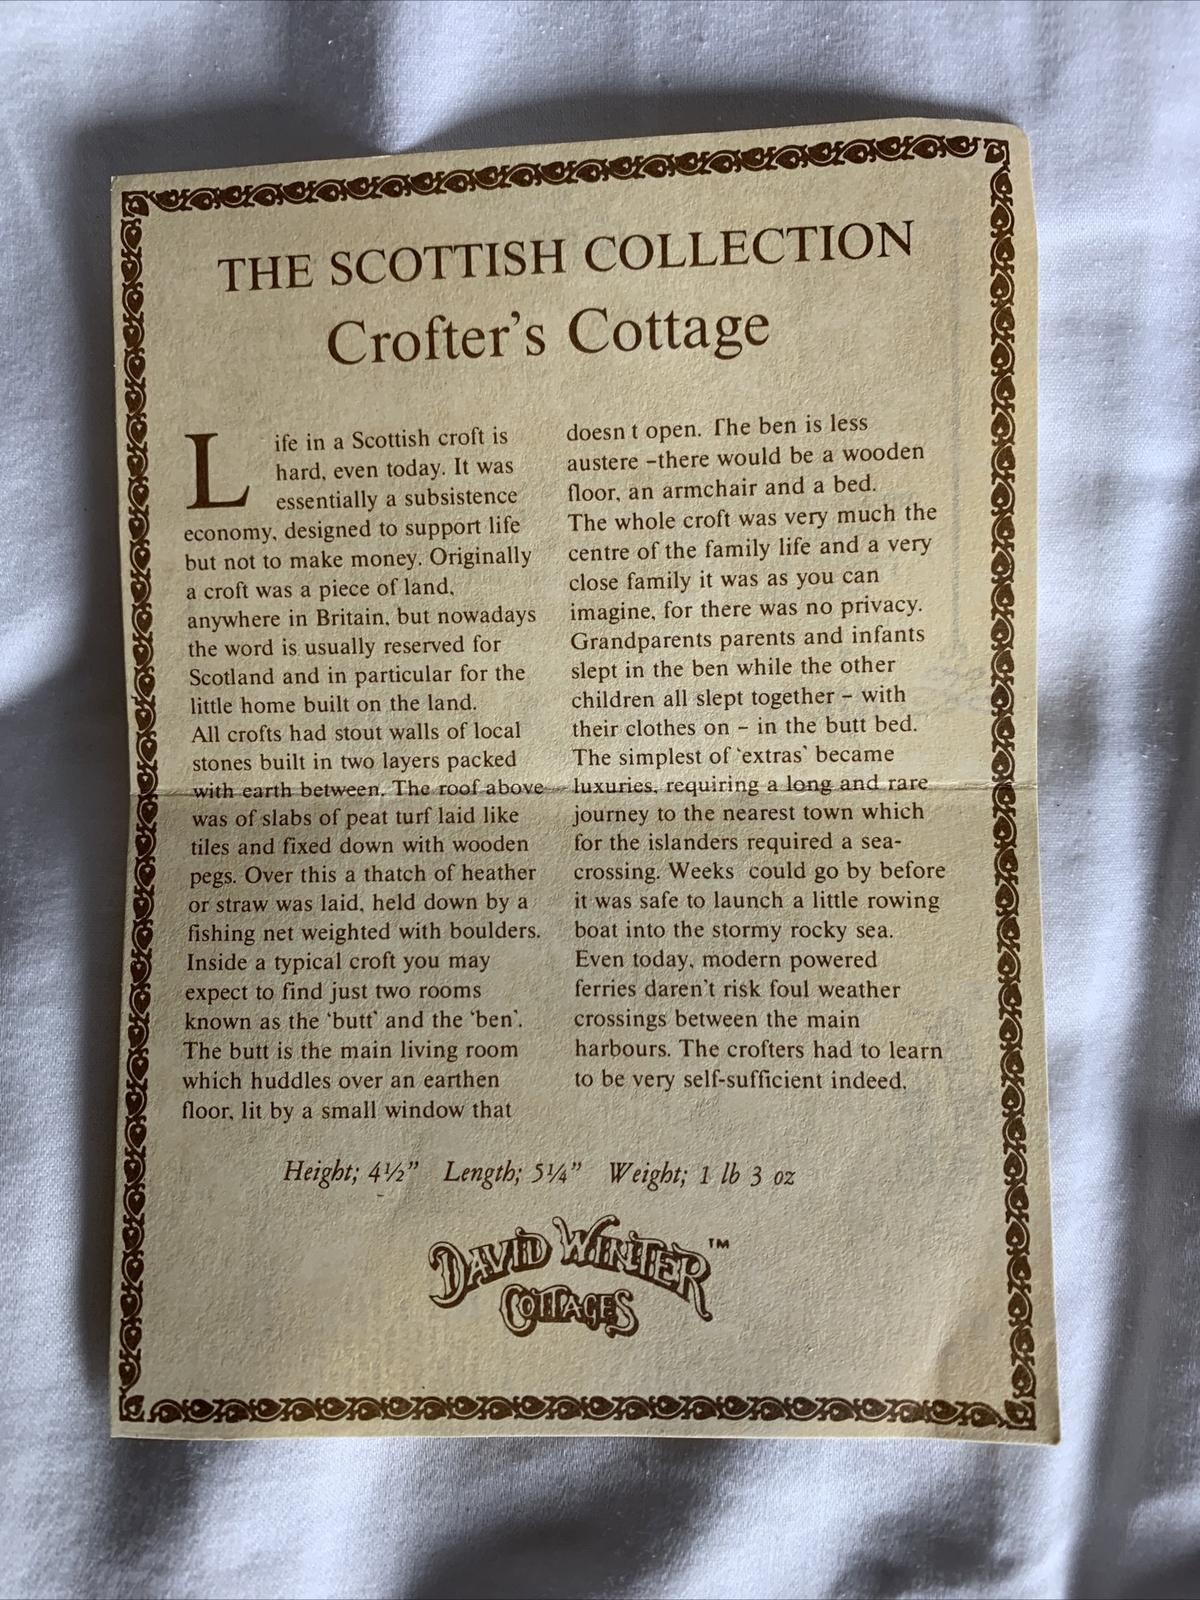 THE SCOTTISH COLLECTION
Crofter's Cottage
Life in a Scottish croft is
hard, even today. It was
essentially a subsistence
economy, designed to support life
but not to make money. Originally
a croft was a piece of land,
anywhere in Britain, but nowadays
the word is usually reserved for
Scotland and in particular for the
little home built on the land.
All crofts had stout walls of local
stones built in two layers packed
with earth between. The roof above
was of slabs of peat turf laid like
tiles and fixed down with wooden
pegs. Over this a thatch of heather
or straw was laid, held down by a
fishing net weighted with boulders.
Inside a typical croft you may
expect to find just two rooms
known as the ‘butt’ and the ‘ben’.
The butt is the main living room
which huddles over an earthen
floor, lit by a small window that
doesn t open. The ben is less
austere –there would be a wooden
floor, an armchair and a bed.
The whole croft was very much the
centre of the family life and a very
close family it was as you can
imagine, for there was no privacy.
Grandparents parents and infants
slept in the ben while the other
children all slept together – with
their clothes on – in the butt bed.
The simplest of ‘extras’ became
luxuries, requiring a long and rare
journey to the nearest town which
for the islanders required a sea-
crossing. Weeks could go by before
it was safe to launch a little rowing
boat into the stormy rocky sea.
Even today, modern powered
ferries daren't risk foul weather
crossings between the main
harbours. The crofters had to learn
to be very self-sufficient indeed.
Height; 4½” Length; 5¼” Weight; 1 lb 3 oz
DAVID WINTER ™
COTTAGES